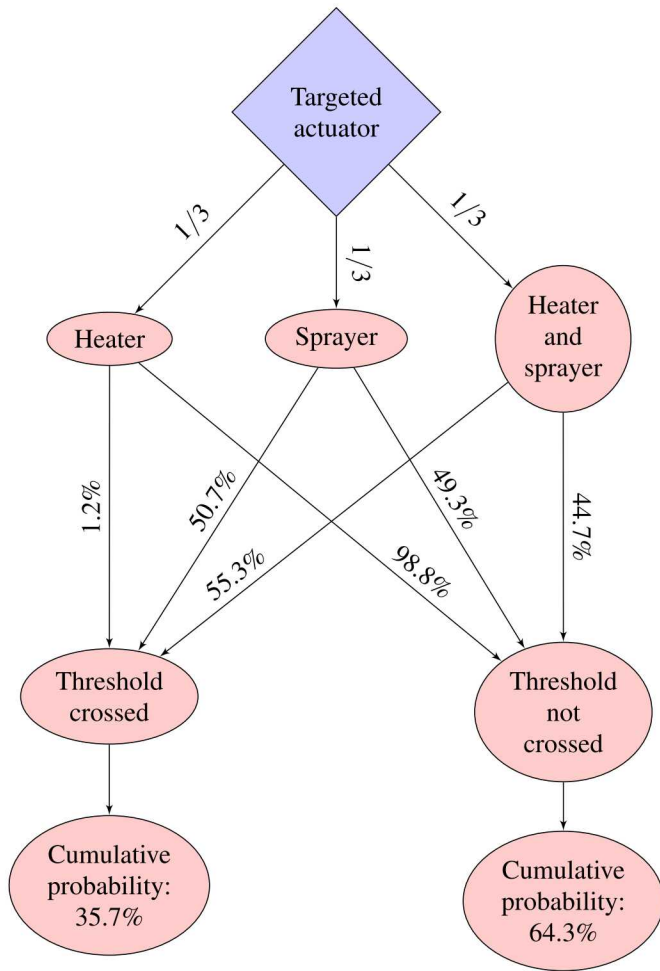 Targeted
actuator
1/3
1/3
1/3
Heater
Sprayer
Heater
and
sprayer
1.2%
50.7%
55.3%
98.8%
49.3%
44.7%
Threshold
crossed
Threshold
not
crossed
Cumulative
probability:
35.7%
Cumulative
probability:
64.3%